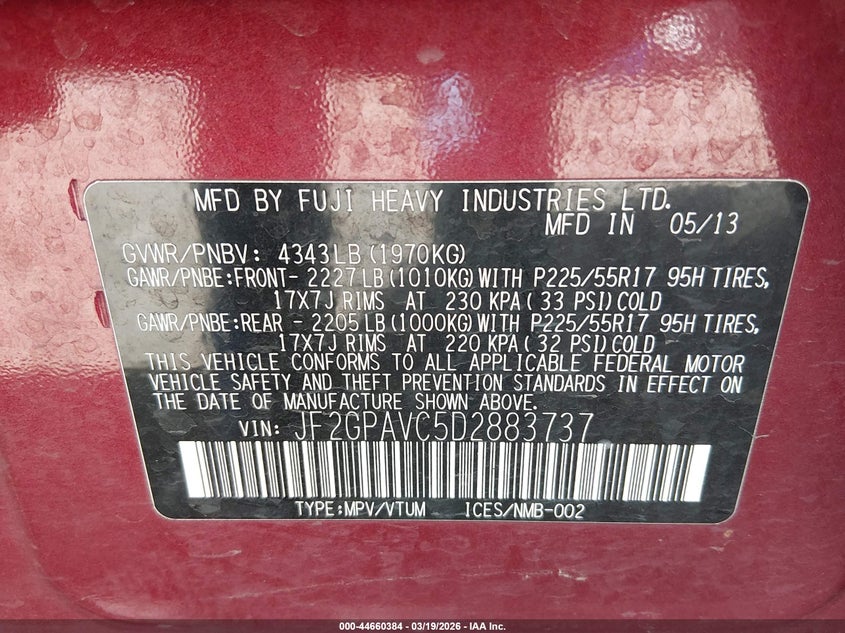 MFD BY FUJI HEAVY INDUSTRIES LTD.
MFD IN 05/13
GVWR/PNBV: 4343LB (1970KG)
GAWR/PNBE:FRONT- 2227LB(1010KG)WITH P225/55R17 95H TIRES,
17X7J RIMS AT 230 KPA(33 PSI)COLD
GAWR/PNBE:REAR - 2205LB(1000KG)WITH P225/55R17 95H TIRES,
17X7J RIMS AT 220 KPA(32 PSI)COLD
THIS VEHICLE CONFORMS TO ALL APPLICABLE FEDERAL MOTOR
VEHICLE SAFETY AND THEFT PREVENTION STANDARDS IN EFFECT ON
THE DATE OF MANUFACTURE SHOWN ABOVE.
VIN: JF2GPAVC5D2883737
TYPE:MPV/VTUM ICES/NMB-002
000-44660384 | 03/19/2026 - IAA Inc.